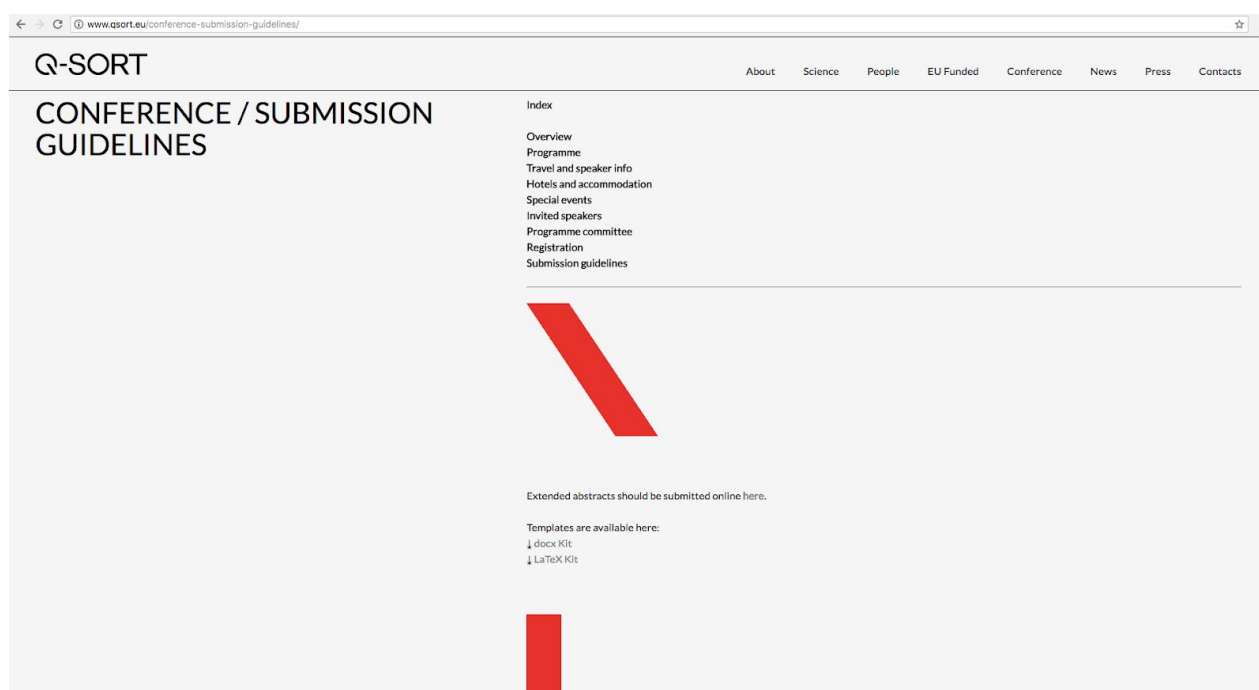 www.qsort.eu/conference-submission-guidelines/
Q-SORT
About Science People EU Funded Conference News Press Contacts
CONFERENCE / SUBMISSION
GUIDELINES
Index
Overview
Programme
Travel and speaker info
Hotels and accommodation
Special events
Invited speakers
Programme committee
Registration
Submission guidelines
Extended abstracts should be submitted online here.
Templates are available here:
↓ docx Kit
↓ LaTeX Kit